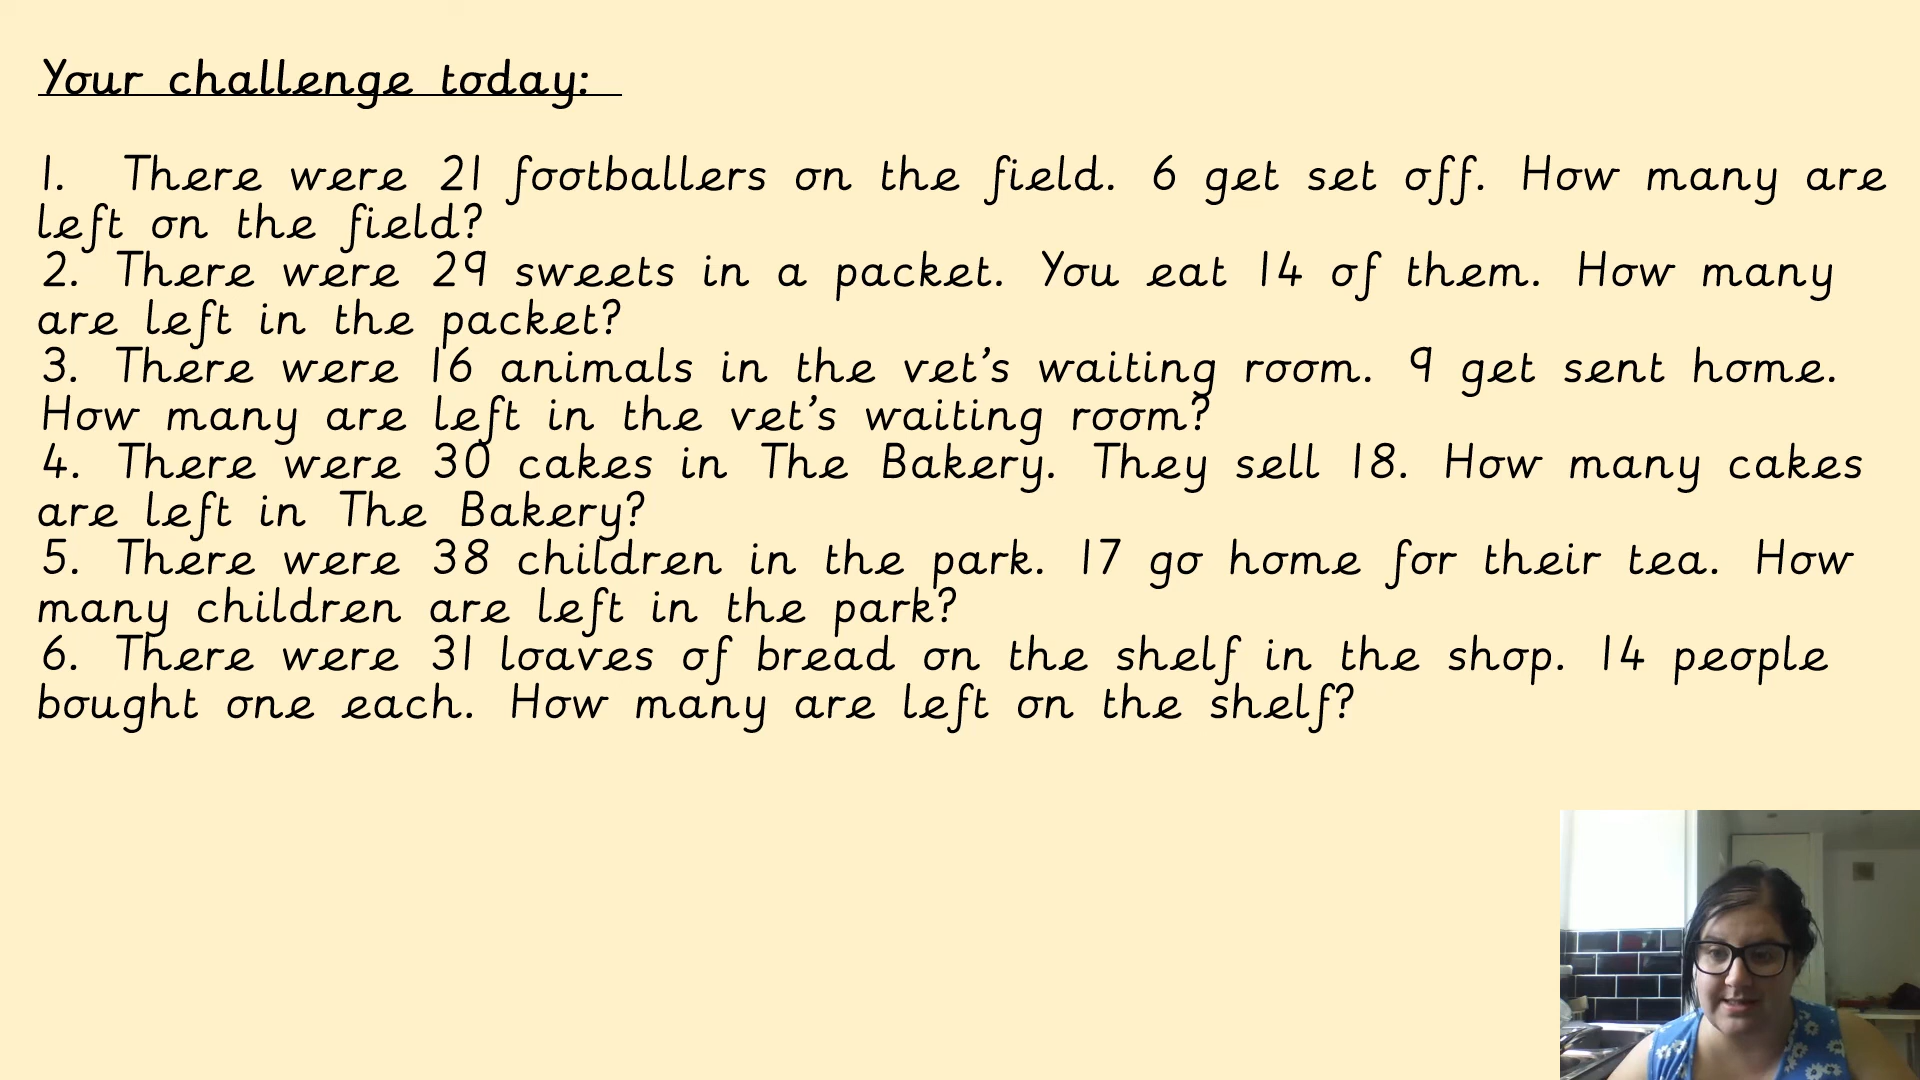 Your challenge today:
1. There were 21 footballers on the field. 6 get set off. How many are
left on the field?
2. There were 29 sweets in a packet. You eat 14 of them. How many
are left in the packet?
3. There were 16 animals in the vet's waiting room. 9 get sent home.
How many are left in the vet's waiting room?
4. There were 30 cakes in The Bakery. They sell 18. How many cakes
are left in The Bakery?
5. There were 38 children in the park. 17 go home for their tea. How
many children are left in the park?
6. There were 31 loaves of bread on the shelf in the shop. 14 people
bought one each. How many are left on the shelf?